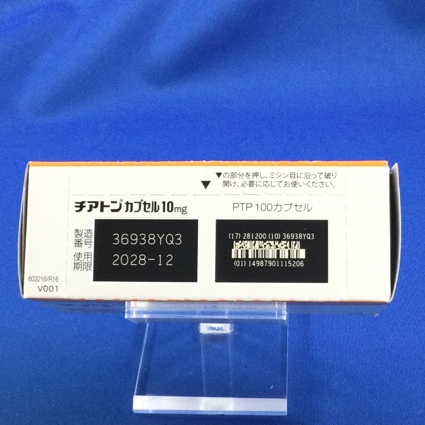 ▼の部分を押し、ミシン目に沿って破り
開け、必要に応じてお使いください。
▼
チアトンカプセル10mg
PTP 100カプセル
製造番号 36938YQ3
使用期限 2028-12
(17) 281200 (10) 36938YQ3
(01) 14987901115206
803216/R16
V001